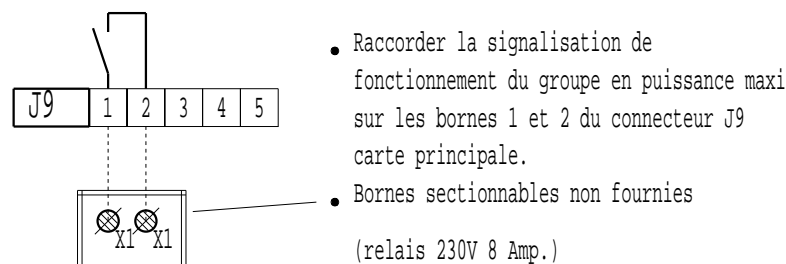 Raccorder la signalisation de
fonctionnement du groupe en puissance maxi
sur les bornes 1 et 2 du connecteur J9
carte principale.
J9 1 2 3 4 5
Bornes sectionnables non fournies
(relais 230V 8 Amp.)
X1 X1